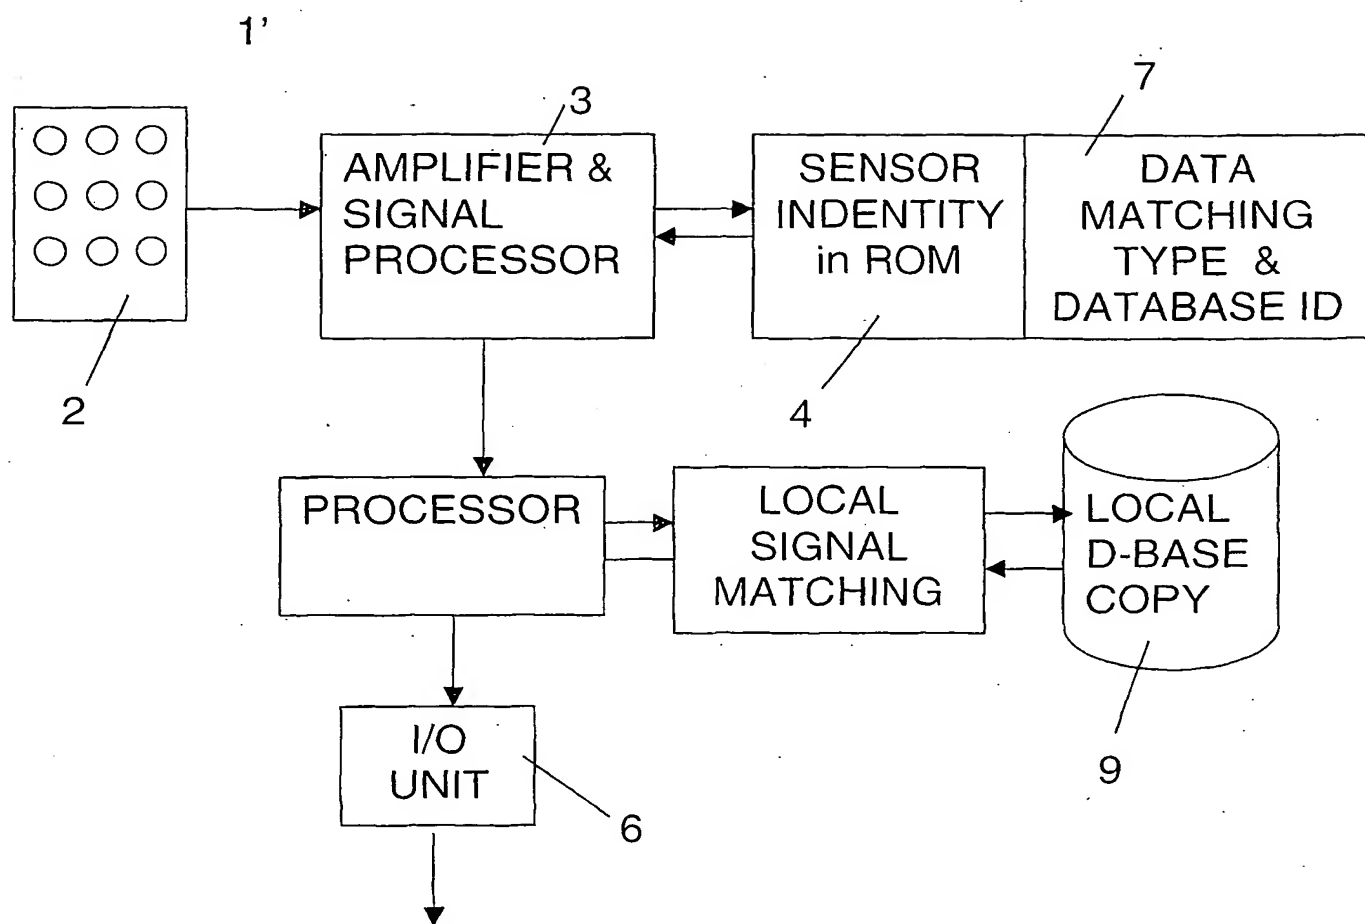 1'
3
7
AMPLIFIER &
SIGNAL
PROCESSOR
SENSOR
INDENTITY
in ROM
DATA
MATCHING
TYPE &
DATABASE ID
2
4
PROCESSOR
LOCAL
SIGNAL
MATCHING
LOCAL
D-BASE
COPY
I/O
UNIT
6
9